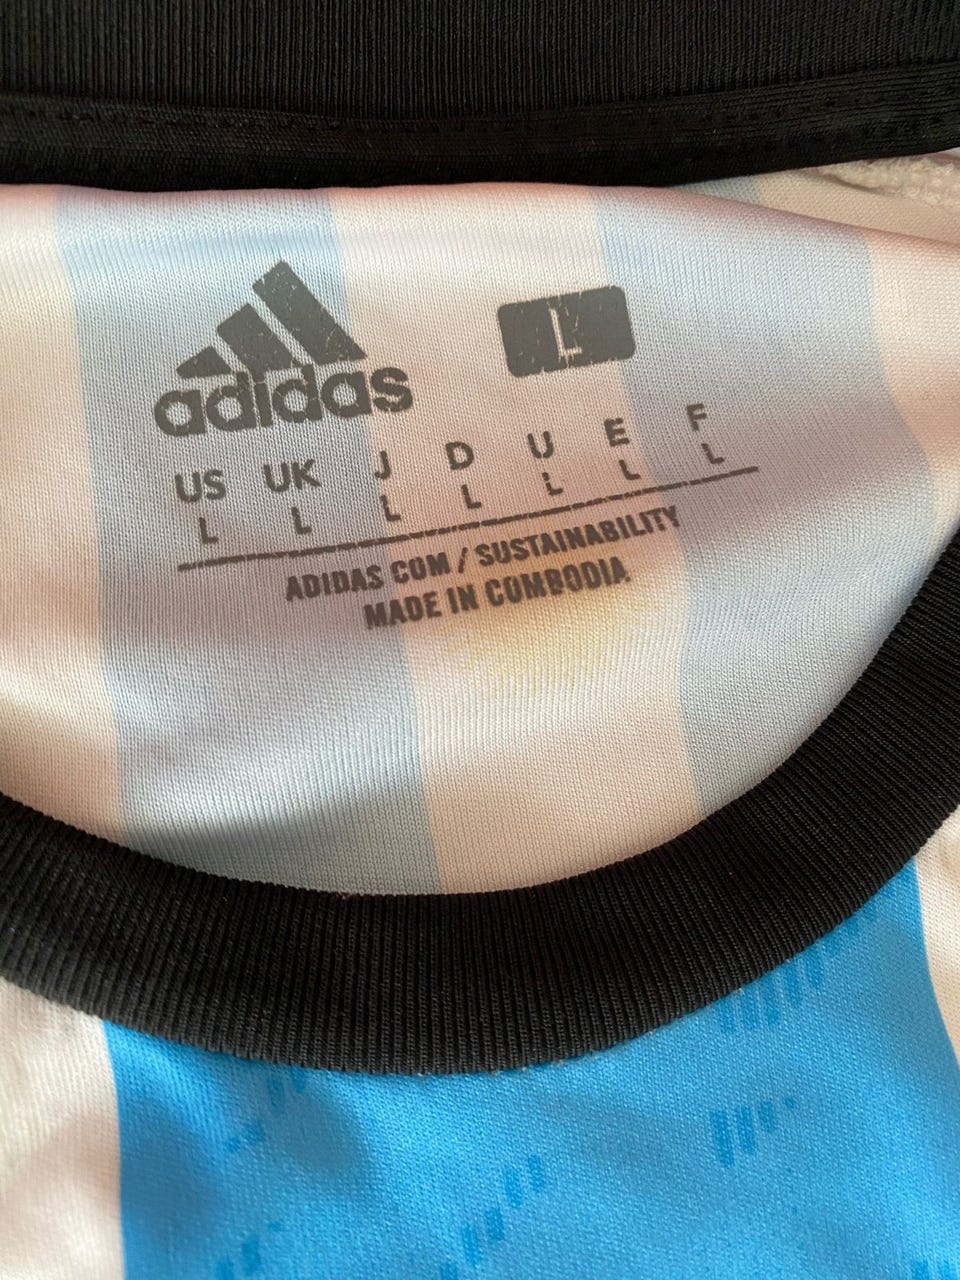 adidas
L
US UK J D U E F
L L L L L L L
ADIDAS COM / SUSTAINABILITY
MADE IN COMBODIA